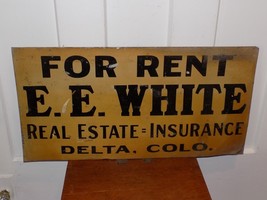 FOR RENT
E.E. WHITE
REAL ESTATE = INSURANCE
DELTA, COLO.